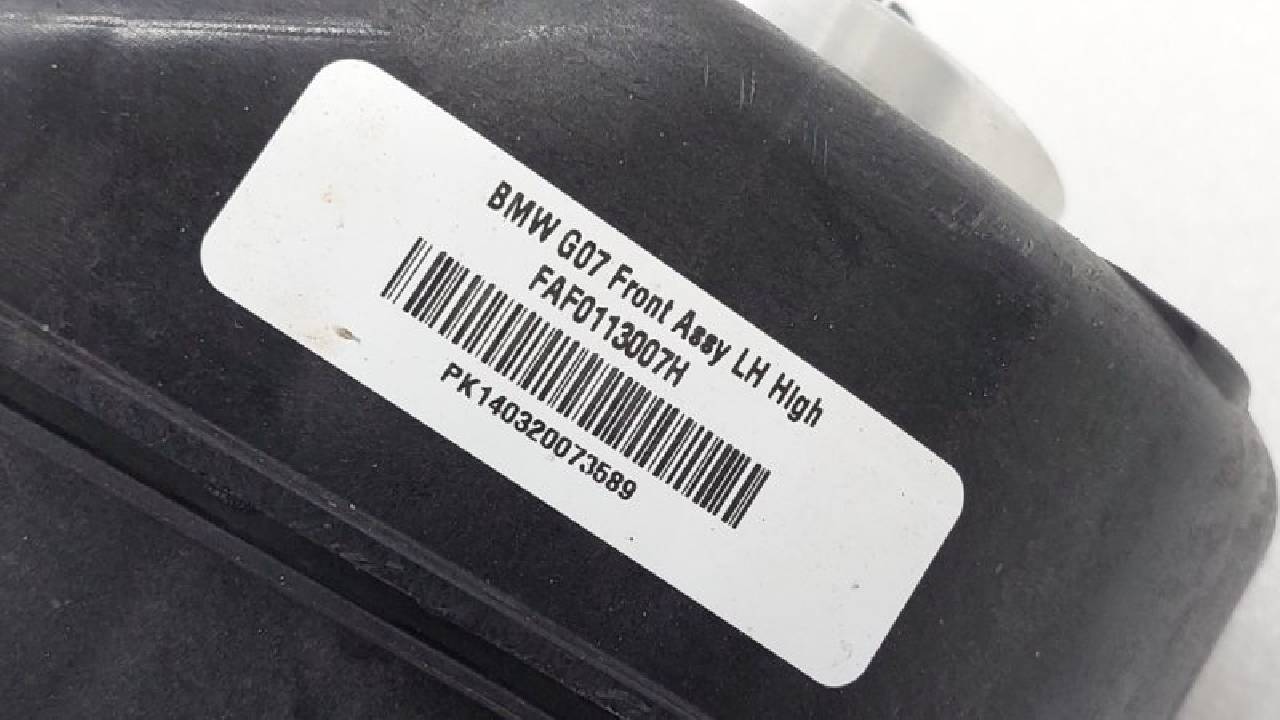 BMW G07 Front Assy LH High
FAF0113007H
PK140320073589